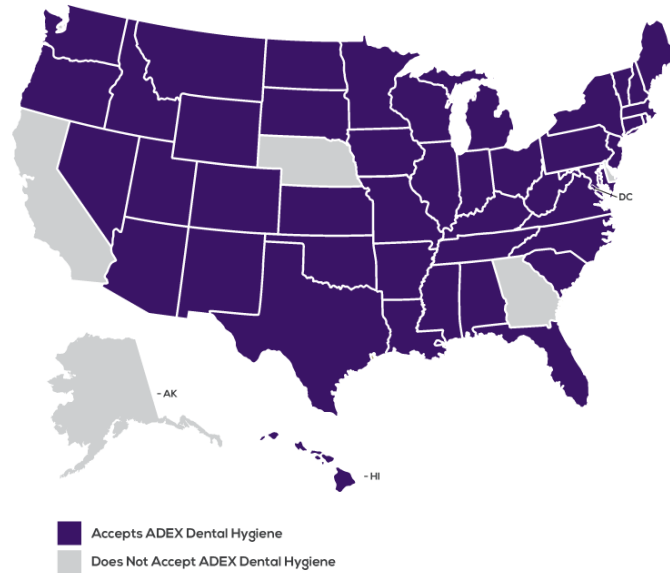 DC
- AK
- HI
Accepts ADEX Dental Hygiene
Does Not Accept ADEX Dental Hygiene